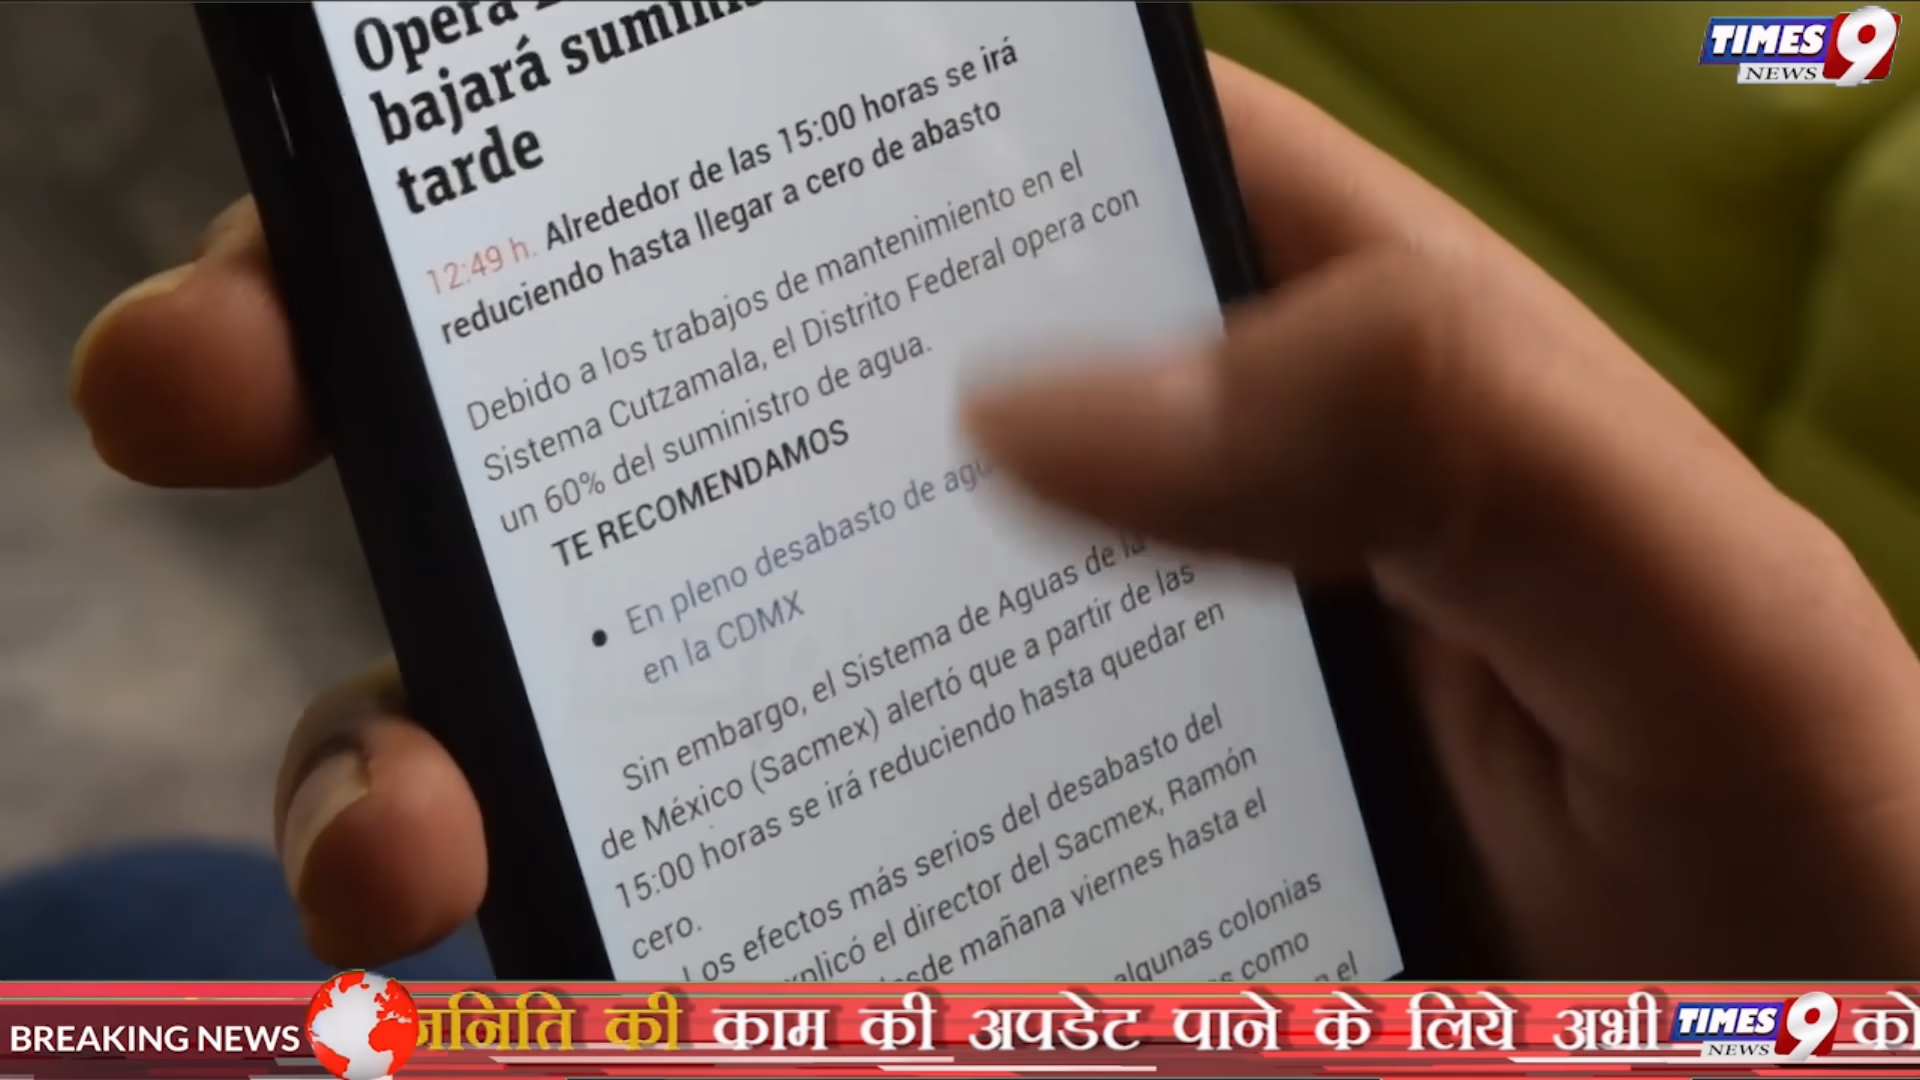 TIMES 9
NEWS
Opera
bajará
tarde
12:49 h. Alrededor de las 15:00 horas se irá
reduciendo hasta llegar a cero de abasto
Debido a los trabajos de mantenimiento en el
Sistema Cutzamala, el Distrito Federal opera con
un 60% del suministro de agua.
TE RECOMENDAMOS
• En pleno desabasto de
en la CDMX
Sin embargo, el Sistema de Aguas de la
de México (Sacmex) alertó que a partir de las
15:00 horas se irá reduciendo hasta quedar en
cero.
Los efectos más serios del desabasto del
el director del Sacmex, Ramón
mañana viernes hasta el
algunas colonias
como
el
BREAKING NEWS
की काम की अपडेट पाने के लिये अभी TIMES 9 NEWS को